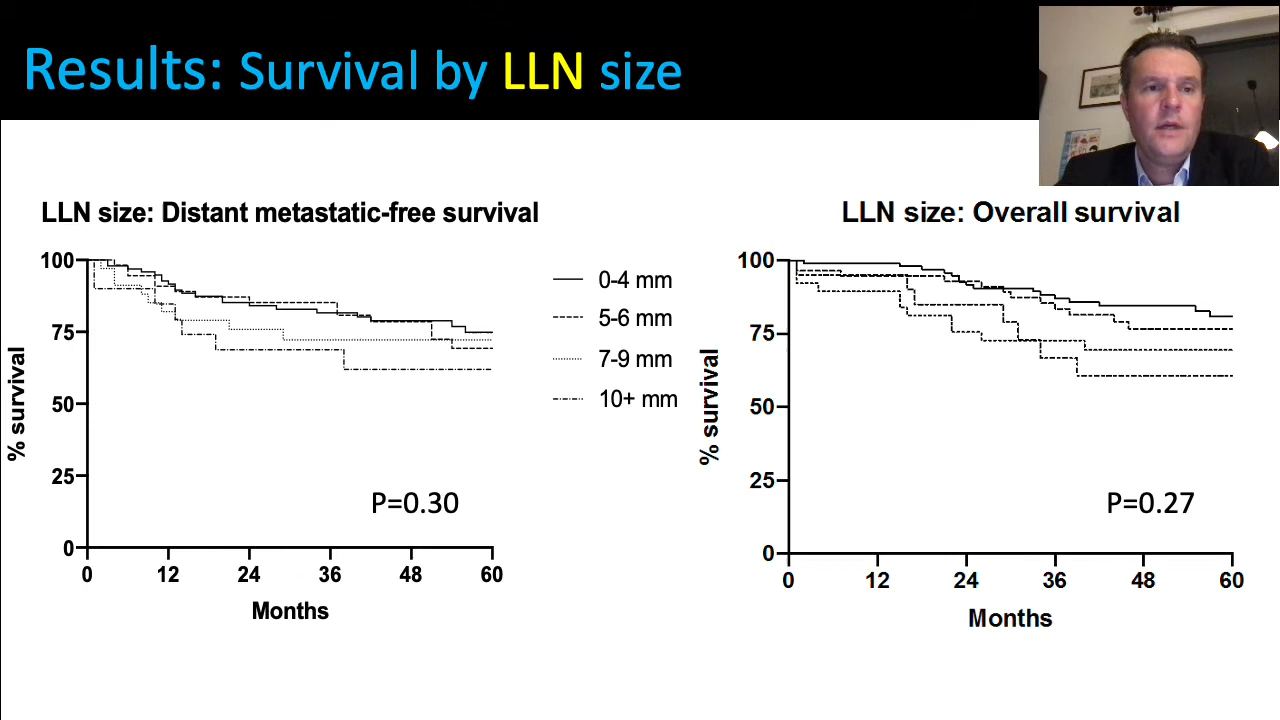 Results: Survival by LLN size
LLN size: Distant metastatic-free survival
100
75
50
25
0
% survival
0 12 24 36 48 60
Months
P=0.30
0-4 mm
5-6 mm
7-9 mm
10+ mm
LLN size: Overall survival
100
75
50
25
0
% survival
0 12 24 36 48 60
Months
P=0.27